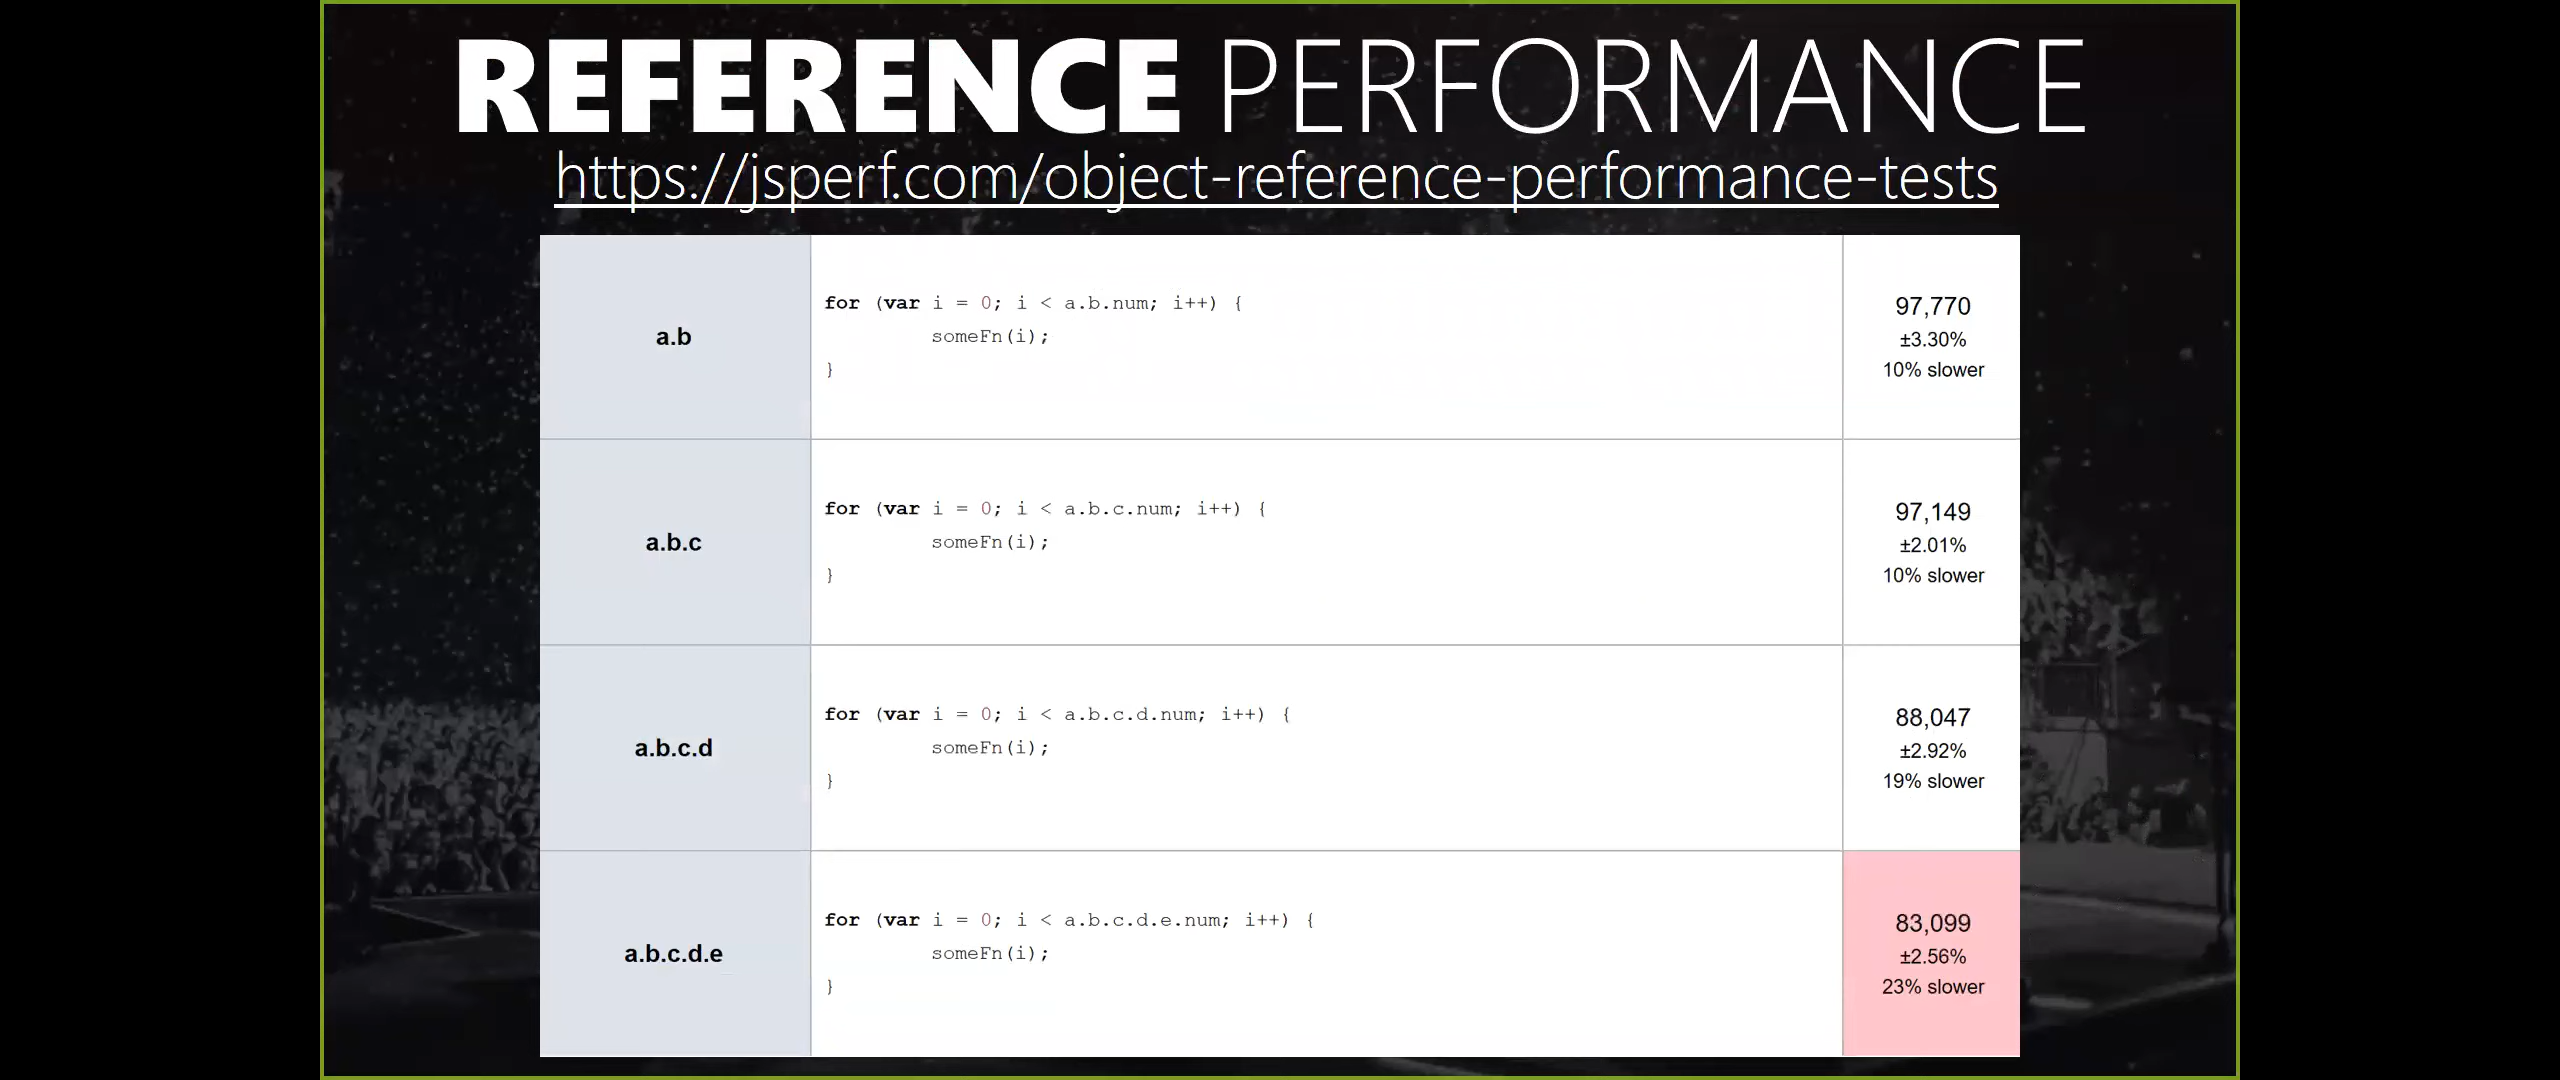 REFERENCE PERFORMANCE
https://jsperf.com/object-reference-performance-tests
a.b
for (var i = 0; i < a.b.num; i++) {
someFn(i);
}
97,770
±3.30%
10% slower
a.b.c
for (var i = 0; i < a.b.c.num; i++) {
someFn(i);
}
97,149
±2.01%
10% slower
a.b.c.d
for (var i = 0; i < a.b.c.d.num; i++) {
someFn(i);
}
88,047
±2.92%
19% slower
a.b.c.d.e
for (var i = 0; i < a.b.c.d.e.num; i++) {
someFn(i);
}
83,099
±2.56%
23% slower